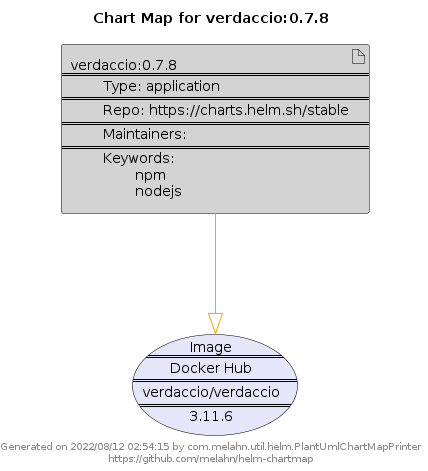 Chart Map for verdaccio:0.7.8
verdaccio:0.7.8
Type: application
Repo: https://charts.helm.sh/stable
Maintainers:
Keywords:
npm
nodejs
Image
Docker Hub
verdaccio/verdaccio
3.11.6
Generated on 2022/08/12 02:54:15 by com.melahn.util.helm.PlantUmlChartMapPrinter
https://github.com/melahn/helm-chartmap